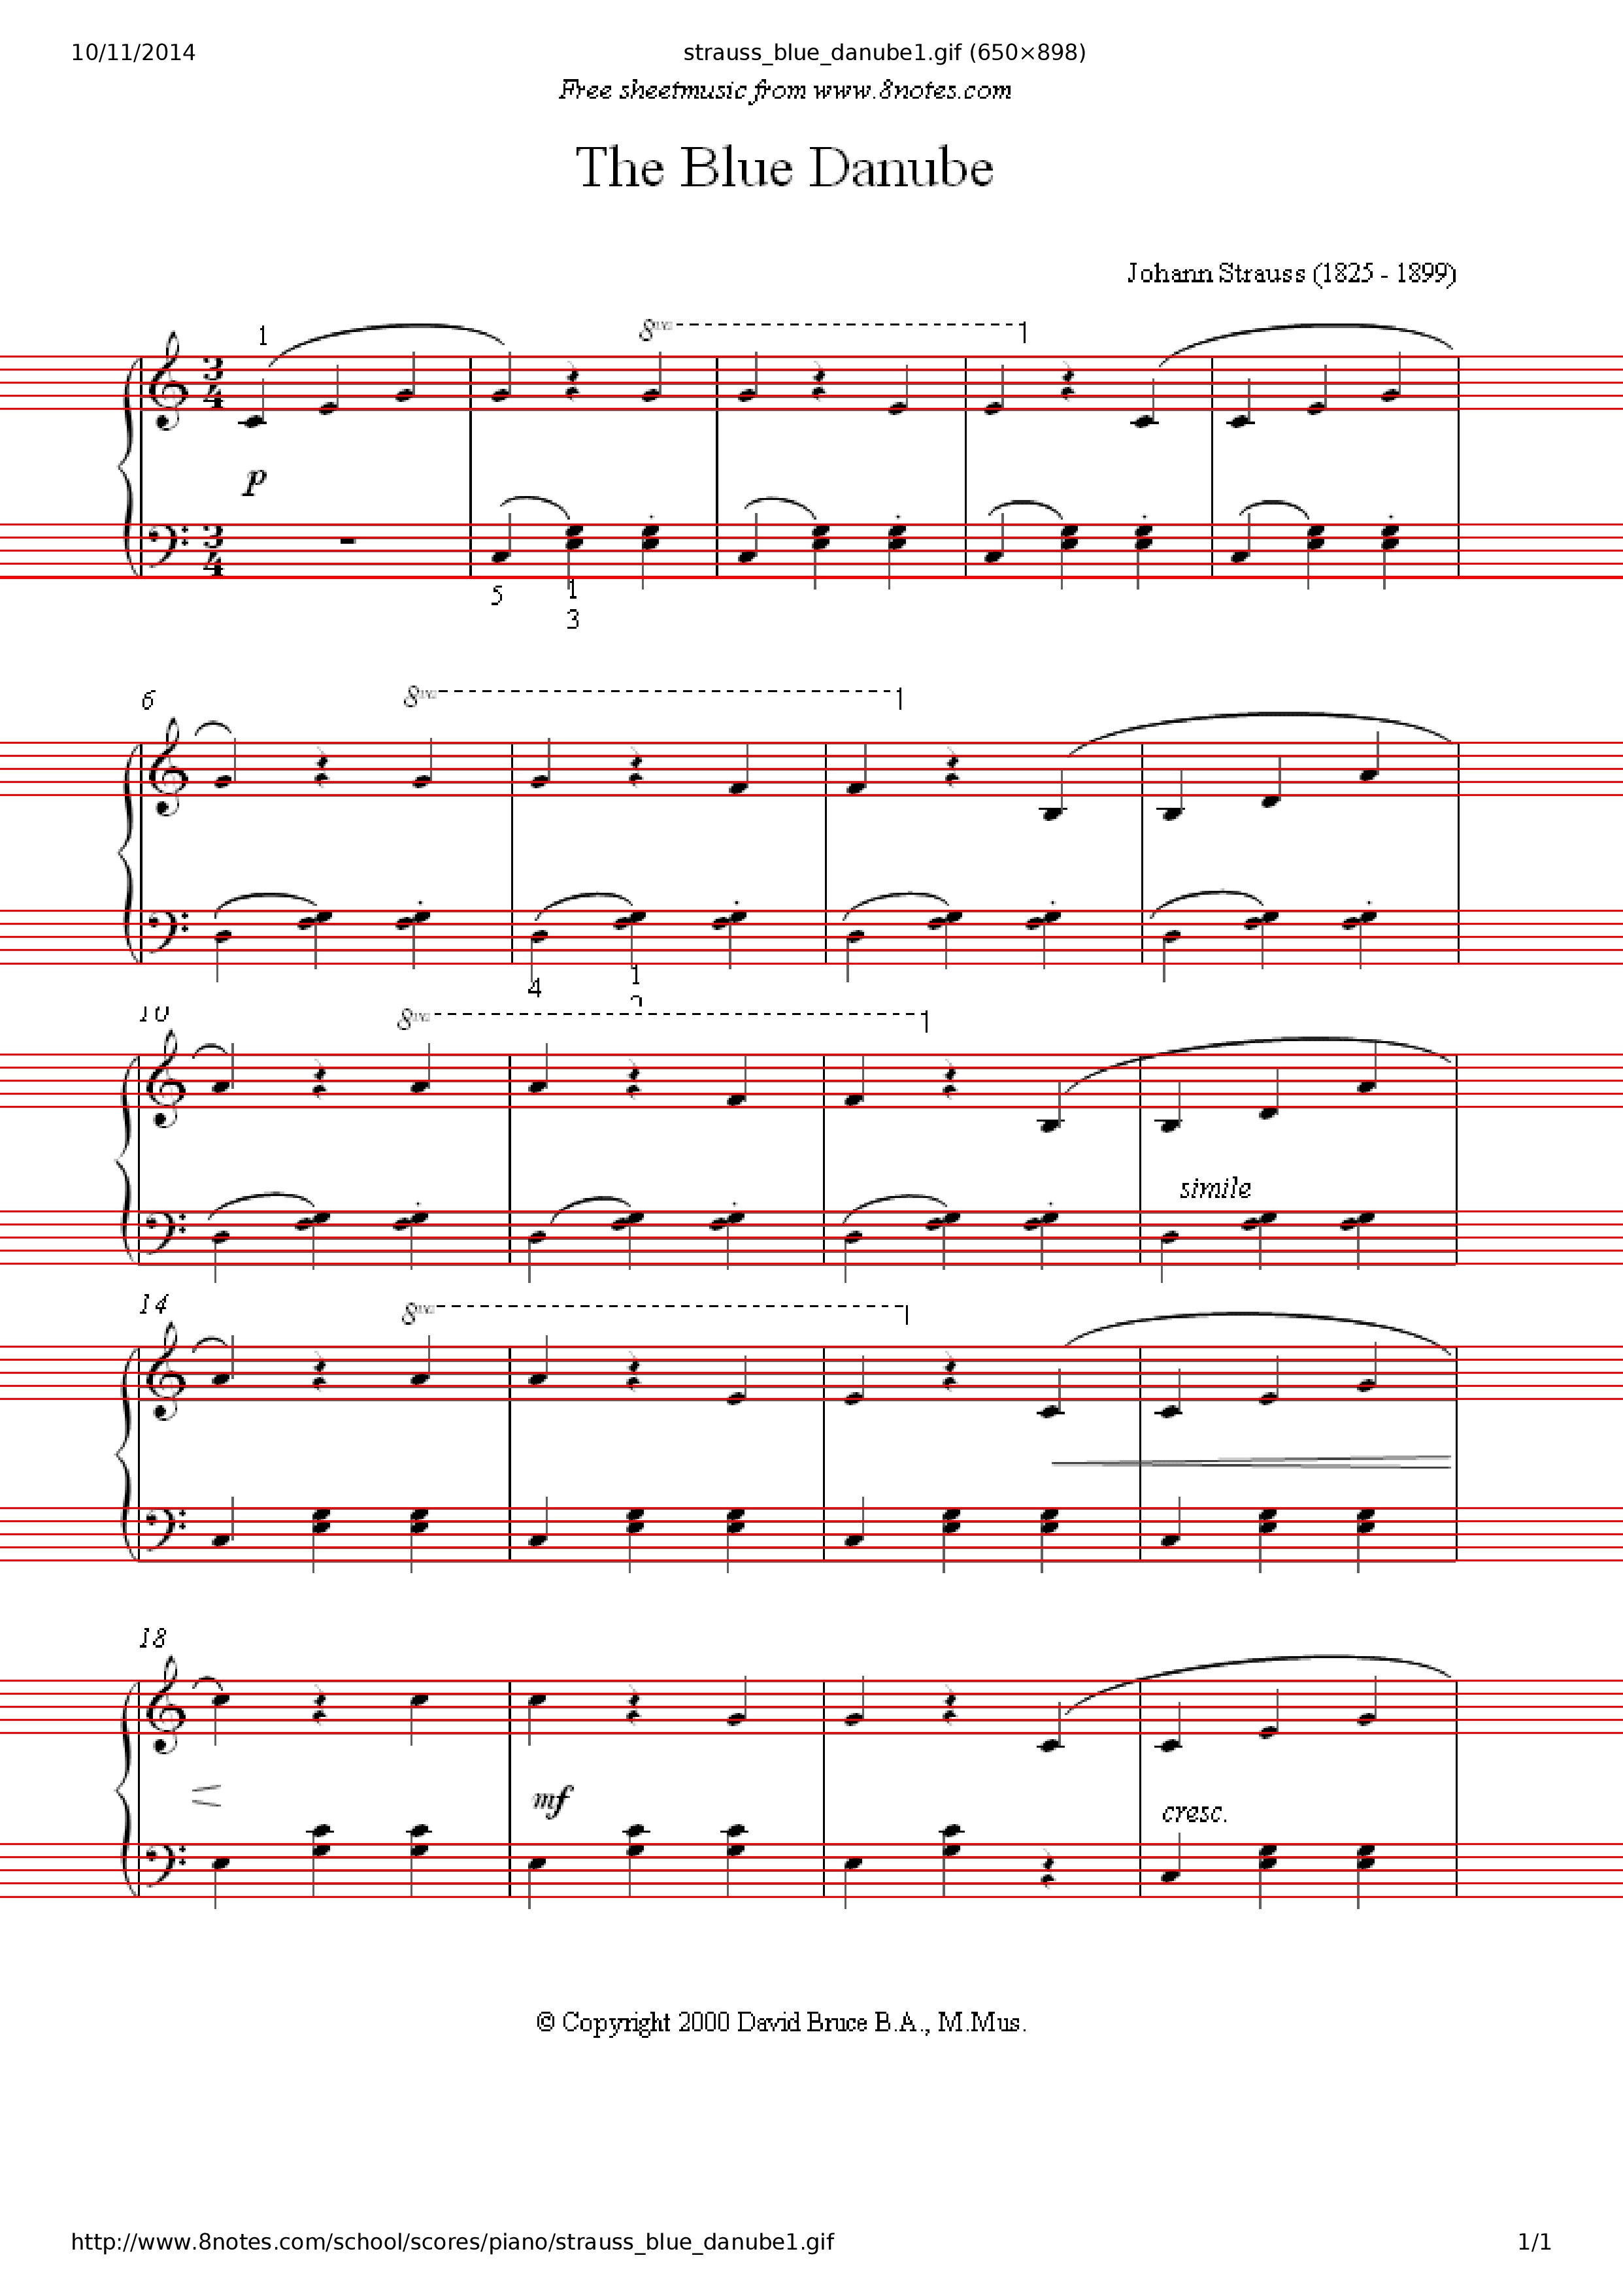 10/11/2014 strauss_blue_danube1.gif (650×898)
Free sheetmusic from www.8notes.com
The Blue Danube
Johann Strauss (1825 - 1899)
1 8va
3 4
p
3 4
5 1
3
6 8va
4 1
10 8va
simile
14 8va
18
mf
cresc.
© Copyright 2000 David Bruce B.A., M.Mus.
http://www.8notes.com/school/scores/piano/strauss_blue_danube1.gif 1/1